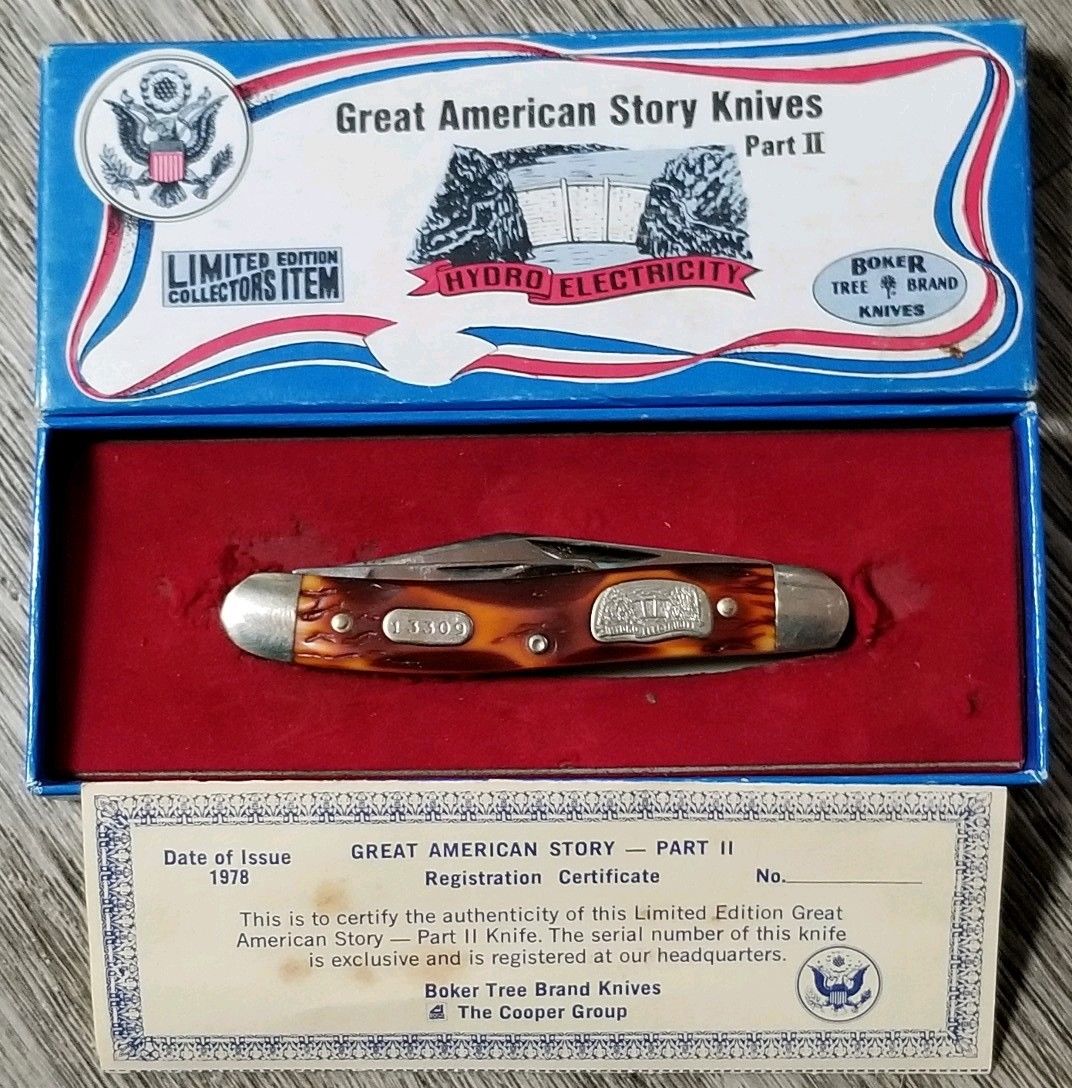 Great American Story Knives
Part II
LIMITED EDITION
COLLECTORS ITEM
HYDRO ELECTRICITY
BOKER
TREE BRAND
KNIVES
13309
HYDRO ELECTRICITY
Date of Issue
1978
GREAT AMERICAN STORY — PART II
Registration Certificate
No.
This is to certify the authenticity of this Limited Edition Great
American Story — Part II Knife. The serial number of this knife
is exclusive and is registered at our headquarters.
Boker Tree Brand Knives
The Cooper Group